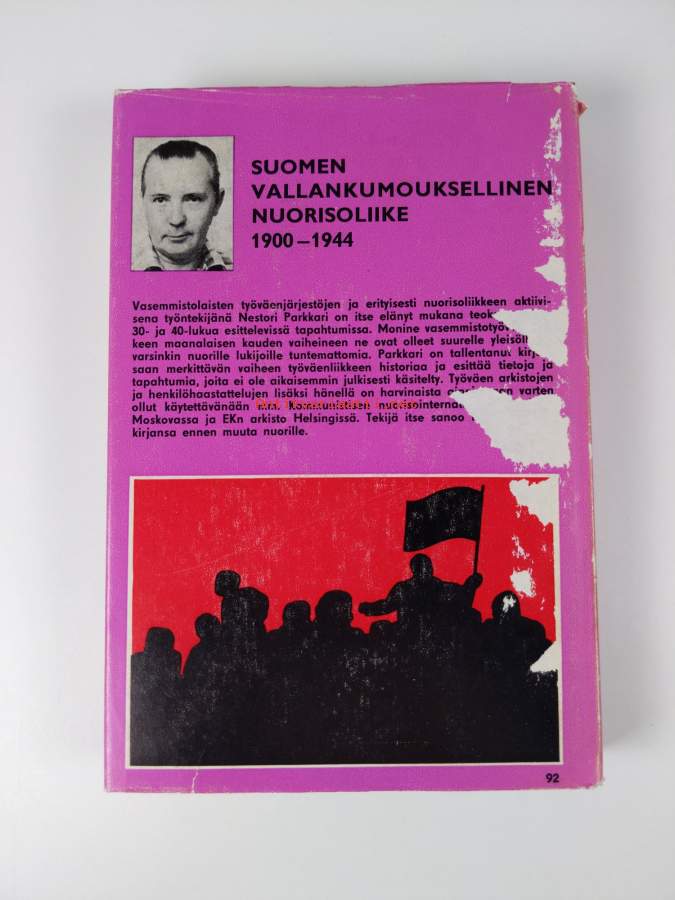 SUOMEN
VALLANKUMOUKSELLINEN
NUORISOLIIKE
1900–1944
Vasemmistolaisten työväenjärjestöjen ja erityisesti nuorisoliikkeen aktiivi-
sena työntekijänä Nestori Parkkari on itse elänyt mukana
30- ja 40-lukua esittelevissä tapahtumissa. Monine
keen maanalaisen kauden vaiheineen ne ovat olleet suurelle
varsinkin nuorille lukijoille tuntemattomia. Parkkari on tallentanut
saan merkittävän vaiheen työväenliikkeen historiaa ja esittää tietoja ja
tapahtumia, joita ei ole aikaisemmin julkisesti käsitelty. Työväen arkistojen
ja henkilöhaastattelujen lisäksi hänellä on harvinaista varten
ollut käytettävänään mm. Kommunistisen
Moskovassa ja EKn arkisto Helsingissä. Tekijä itse sanoo
kirjansa ennen muuta nuorille.
92